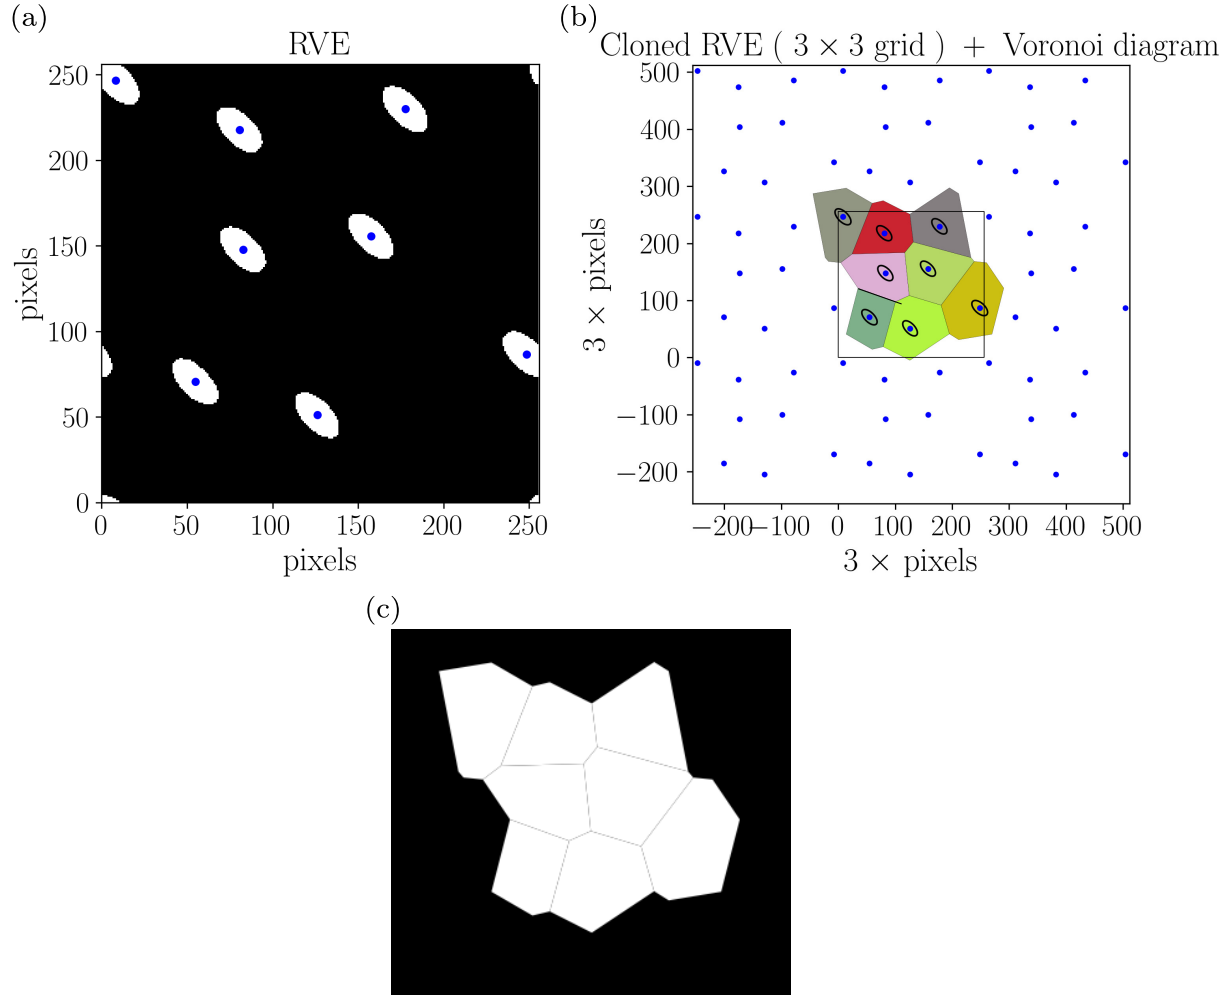 (a)
RVE
250
200
150
100
50
0
0 50 100 150 200 250
pixels
pixels
(b)
Cloned RVE ( 3 × 3 grid ) + Voronoi diagram
500
400
300
200
100
0
−100
−200
−200 −100 0 100 200 300 400 500
3 × pixels
3 × pixels
(c)